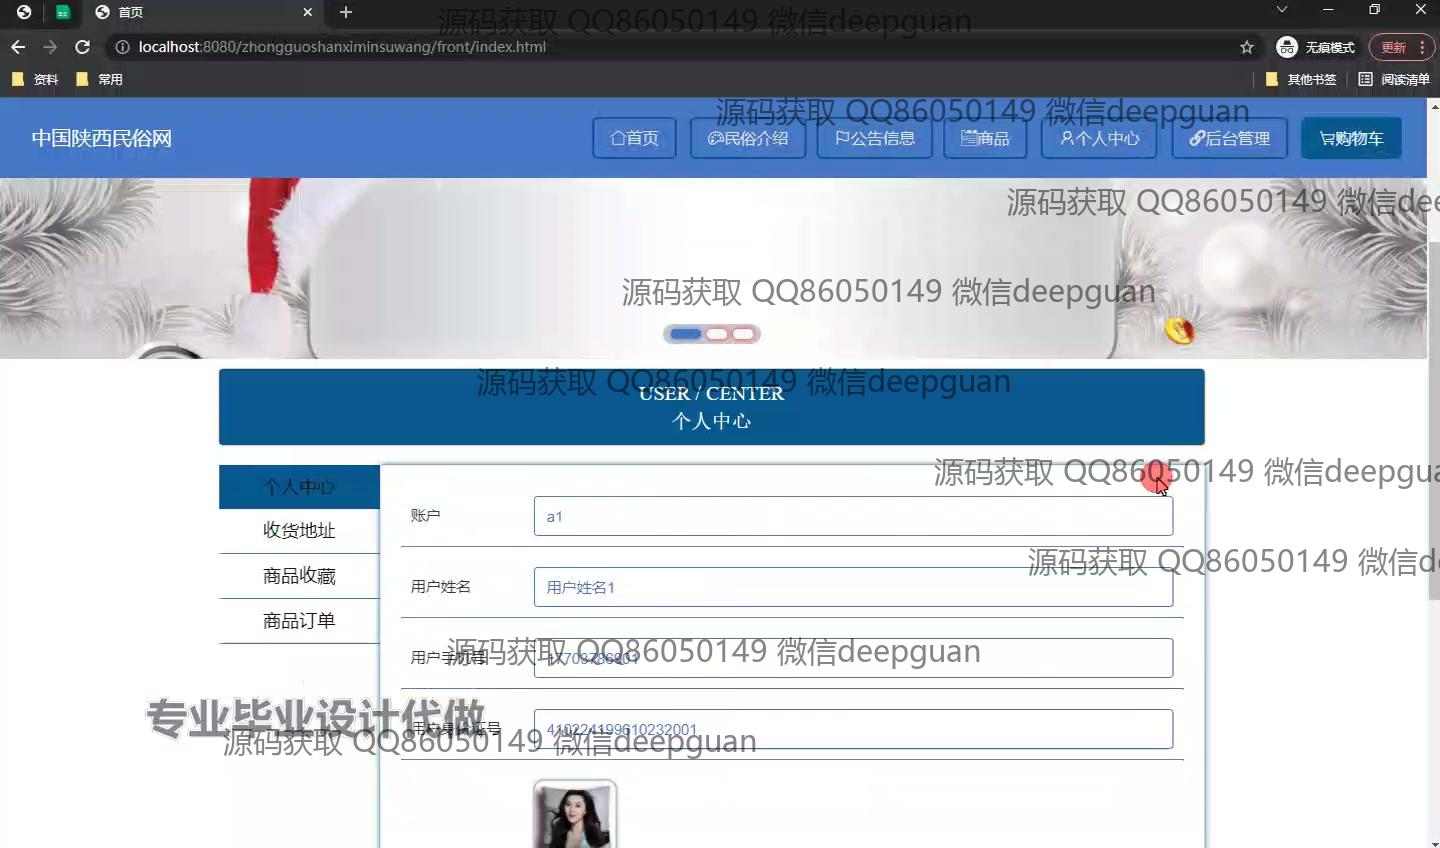 首页
源码获取 QQ86050149 微信deepguan
localhost:8080/zhongguoshanximinsuwang/front/index.html
无痕模式
更新
资料
常用
其他书签
阅读清单
源码获取 QQ86050149 微信deepguan
中国陕西民俗网
首页
民俗介绍
公告信息
商品
个人中心
后台管理
购物车
源码获取 QQ86050149 微信dee
源码获取 QQ86050149 微信deepguan
源码获取 QQ86050149 微信deepguan
USER / CENTER
个人中心
源码获取 QQ86050149 微信deepgua
个人中心
收货地址
商品收藏
商品订单
账户
a1
源码获取 QQ86050149 微信de
用户姓名
用户姓名1
源码获取 QQ86050149 微信deepguan
用户手机号
专业毕业设计代做
用户身份证号
410224199610232001
源码获取 QQ86050149 微信deepguan